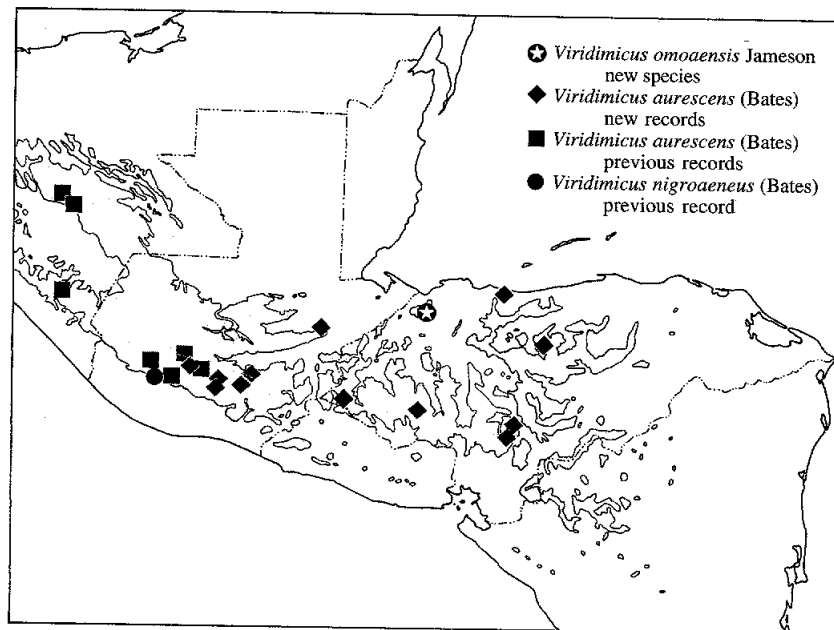 Viridimicus omoaensis Jameson
new species
Viridimicus aurescens (Bates)
new records
Viridimicus aurescens (Bates)
previous records
Viridimicus nigroaeneus (Bates)
previous record